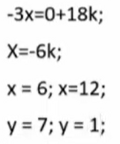 -3x=0+18k;
X=-6k;
x = 6; x=12;
y = 7; y = 1;